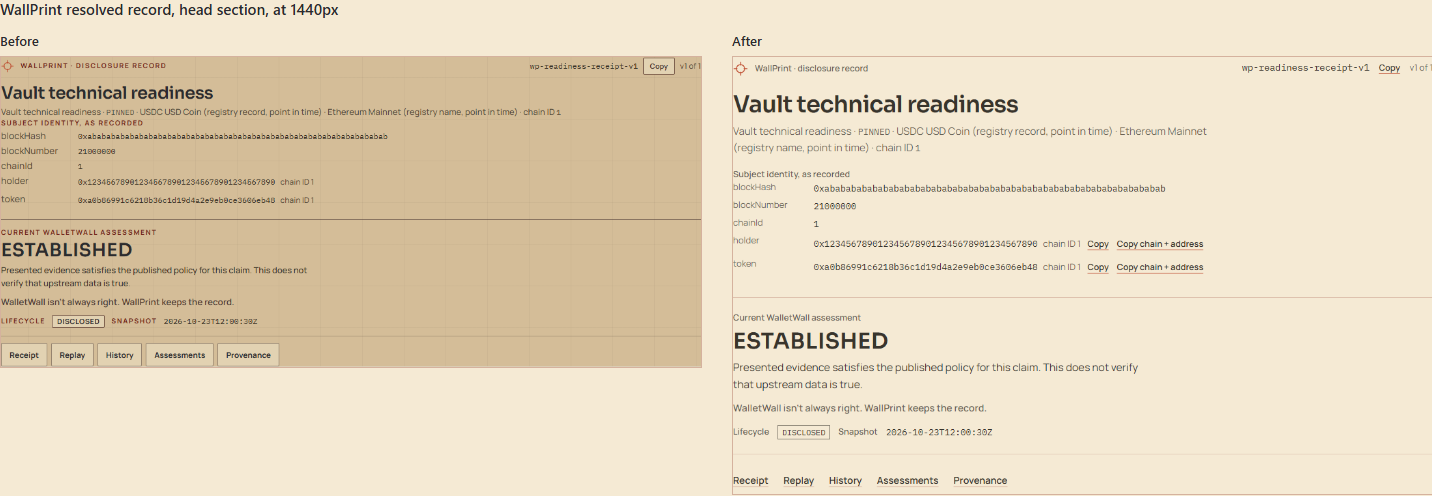 WallPrint resolved record, head section, at 1440px
Before
WALLPRINT · DISCLOSURE RECORD
wp-readiness-receipt-v1 Copy v1 of 1
Vault technical readiness
Vault technical readiness · PINNED · USDC USD Coin (registry record, point in time) · Ethereum Mainnet (registry name, point in time) · chain ID 1
SUBJECT IDENTITY, AS RECORDED
blockHash 0xabababababababababababababababababababababababababababababababab
blockNumber 21000000
chainId 1
holder 0x1234567890123456789012345678901234567890 chain ID 1
token 0xa0b86991c6218b36c1d19d4a2e9eb0ce3606eb48 chain ID 1
CURRENT WALLETWALL ASSESSMENT
ESTABLISHED
Presented evidence satisfies the published policy for this claim. This does not
verify that upstream data is true.
WalletWall isn't always right. WallPrint keeps the record.
LIFECYCLE DISCLOSED SNAPSHOT 2026-10-23T12:00:30Z
Receipt Replay History Assessments Provenance
After
WallPrint · disclosure record
wp-readiness-receipt-v1 Copy v1 of 1
Vault technical readiness
Vault technical readiness · PINNED · USDC USD Coin (registry record, point in time) · Ethereum Mainnet
(registry name, point in time) · chain ID 1
Subject identity, as recorded
blockHash 0xabababababababababababababababababababababababababababababababab
blockNumber 21000000
chainId 1
holder 0x1234567890123456789012345678901234567890 chain ID 1 Copy Copy chain + address
token 0xa0b86991c6218b36c1d19d4a2e9eb0ce3606eb48 chain ID 1 Copy Copy chain + address
Current WalletWall assessment
ESTABLISHED
Presented evidence satisfies the published policy for this claim. This does not verify
that upstream data is true.
WalletWall isn't always right. WallPrint keeps the record.
Lifecycle DISCLOSED Snapshot 2026-10-23T12:00:30Z
Receipt Replay History Assessments Provenance